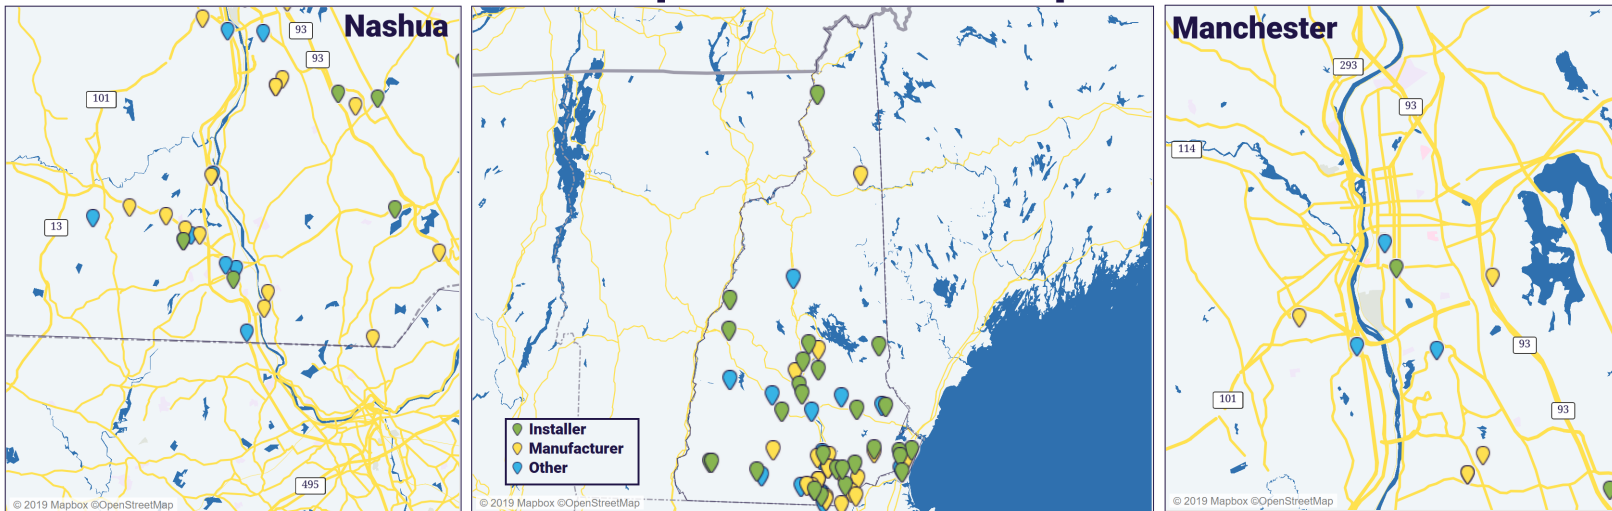 Nashua
93
93
101
13
495
© 2019 Mapbox ©OpenStreetMap
Installer
Manufacturer
Other
© 2019 Mapbox ©OpenStreetMap
Manchester
293
93
114
93
101
93
© 2019 Mapbox ©OpenStreetMap